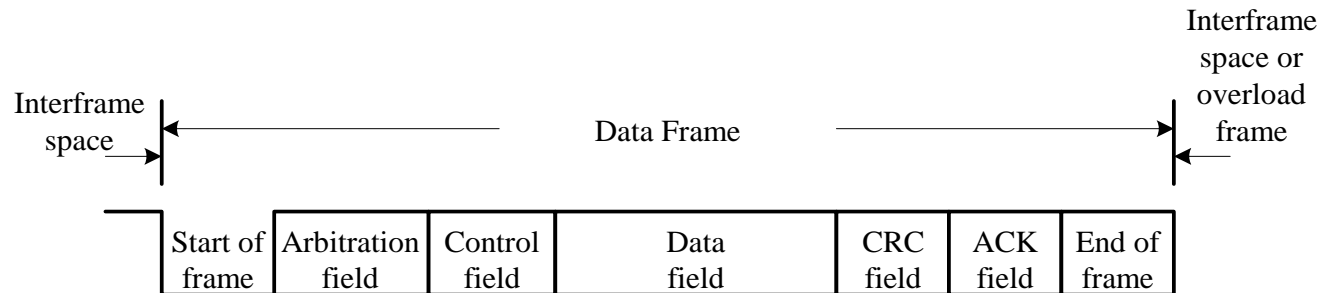 Interframe
space
Data Frame
Interframe
space or
overload
frame
Start of
frame
Arbitration
field
Control
field
Data
field
CRC
field
ACK
field
End of
frame